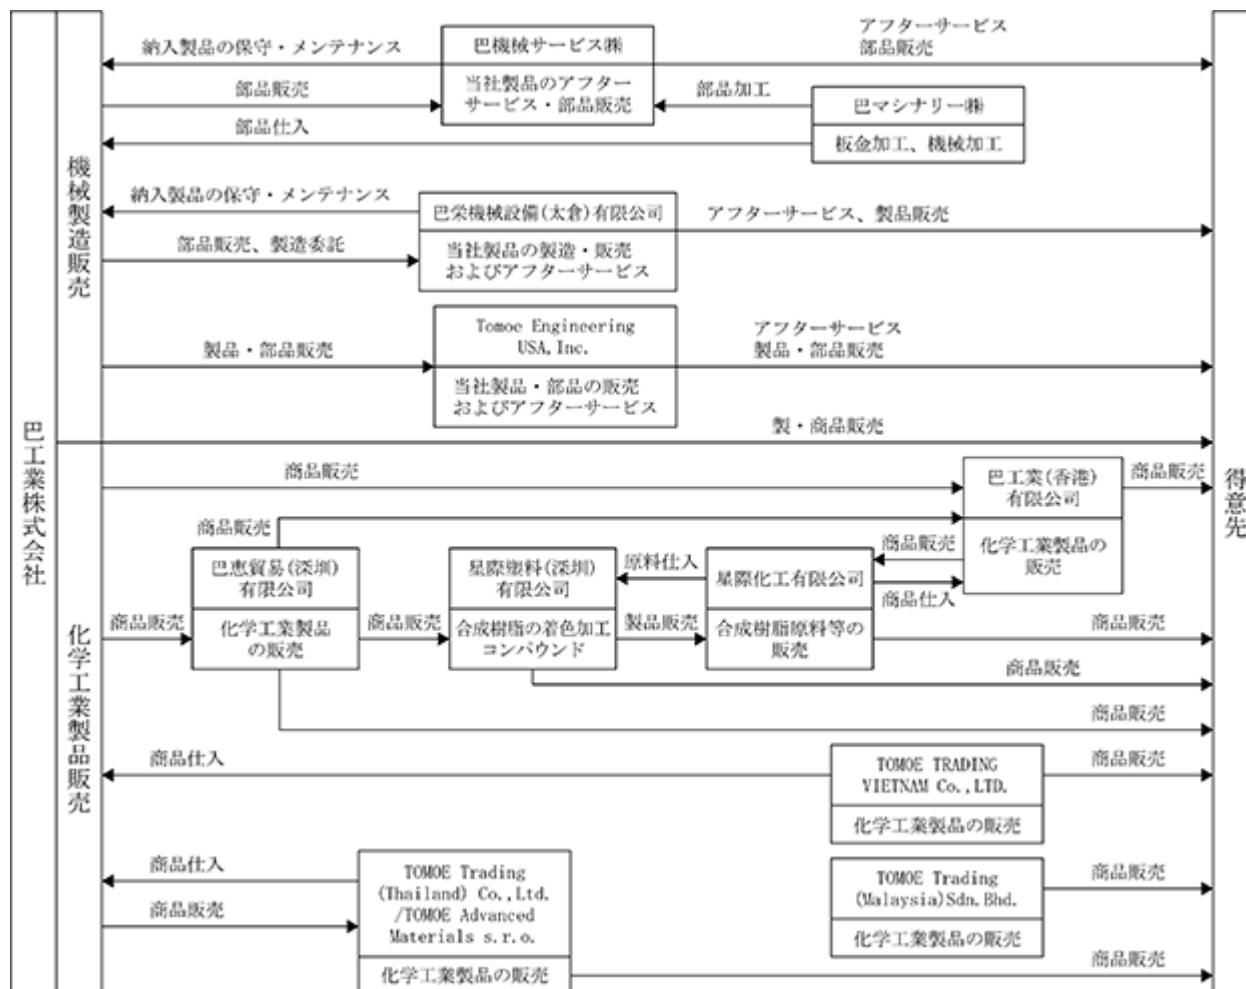 巴工業株式会社
機械製造販売
化学工業製品販売
得意先
納入製品の保守・メンテナンス
巴機械サービス㈱
アフターサービス
部品販売
部品販売
当社製品のアフター
サービス・部品販売
部品加工
巴マシナリー㈱
部品仕入
板金加工、機械加工
納入製品の保守・メンテナンス
巴栄機械設備(太倉)有限公司
アフターサービス、製品販売
部品販売、製造委託
当社製品の製造・販売
およびアフターサービス
Tomoe Engineering
USA,Inc.
アフターサービス
製品・部品販売
製品・部品販売
当社製品・部品の販売
およびアフターサービス
製・商品販売
商品販売
巴工業(香港)
有限公司
商品販売
商品販売
化学工業製品の
販売
巴恵貿易(深圳)
有限公司
星際塑料(深圳)
有限公司
原料仕入
星際化工有限公司
商品販売
商品仕入
商品販売
化学工業製品
の販売
商品販売
合成樹脂の着色加工
コンパウンド
製品販売
合成樹脂原料等の
販売
商品販売
商品販売
商品販売
商品仕入
TOMOE TRADING
VIETNAM Co.,LTD.
商品販売
化学工業製品の販売
商品仕入
TOMOE Trading
(Thailand) Co.,Ltd.
/TOMOE Advanced
Materials s.r.o.
商品販売
化学工業製品の販売
TOMOE Trading
(Malaysia)Sdn.Bhd.
商品販売
化学工業製品の販売
商品販売